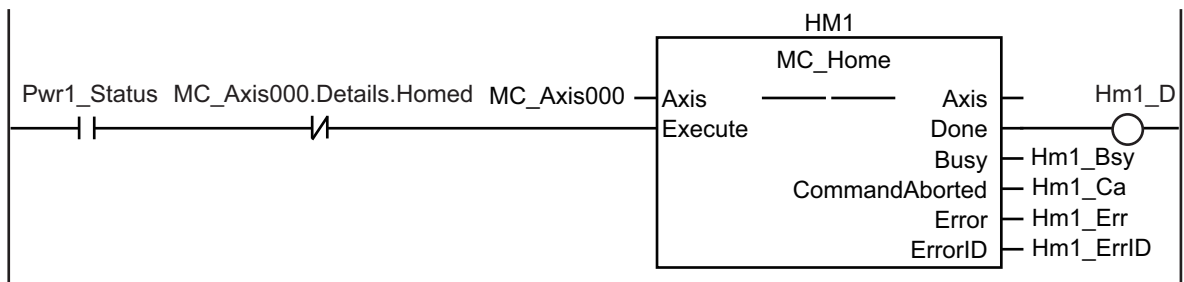 HM1
MC_Home
Pwr1_Status MC_Axis000.Details.Homed MC_Axis000 Axis Axis Hm1_D
Execute Done
Busy Hm1_Bsy
CommandAborted Hm1_Ca
Error Hm1_Err
ErrorID Hm1_ErrID